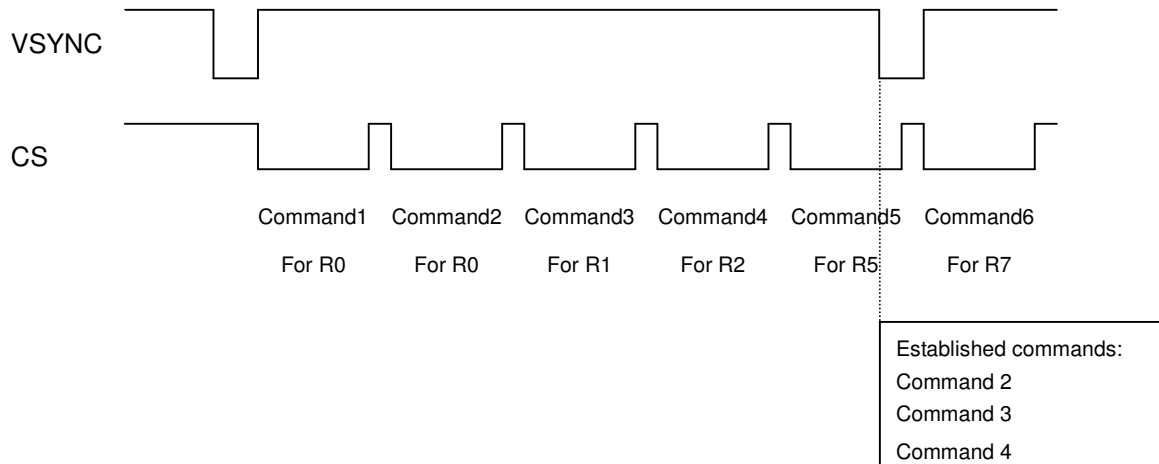 VSYNC
CS
Command1 Command2 Command3 Command4 Command5 Command6
For R0 For R0 For R1 For R2 For R5 For R7
Established commands:
Command 2
Command 3
Command 4